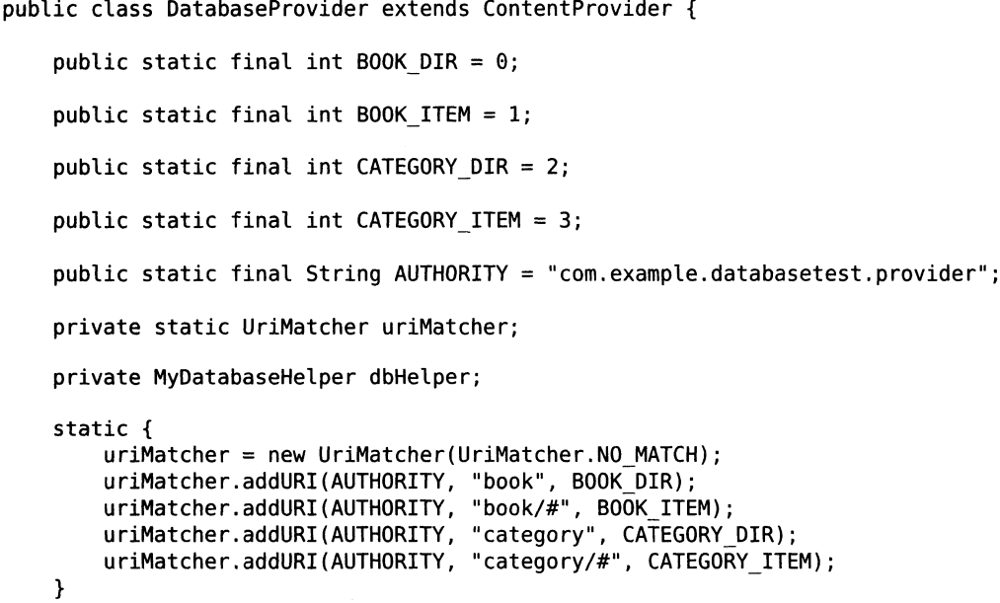 public class DatabaseProvider extends ContentProvider {
public static final int BOOK_DIR = 0;
public static final int BOOK_ITEM = 1;
public static final int CATEGORY_DIR = 2;
public static final int CATEGORY_ITEM = 3;
public static final String AUTHORITY = "com.example.databasetest.provider";
private static UriMatcher uriMatcher;
private MyDatabaseHelper dbHelper;
static {
uriMatcher = new UriMatcher(UriMatcher.NO_MATCH);
uriMatcher.addURI(AUTHORITY, "book", BOOK_DIR);
uriMatcher.addURI(AUTHORITY, "book/#", BOOK_ITEM);
uriMatcher.addURI(AUTHORITY, "category", CATEGORY_DIR);
uriMatcher.addURI(AUTHORITY, "category/#", CATEGORY_ITEM);
}